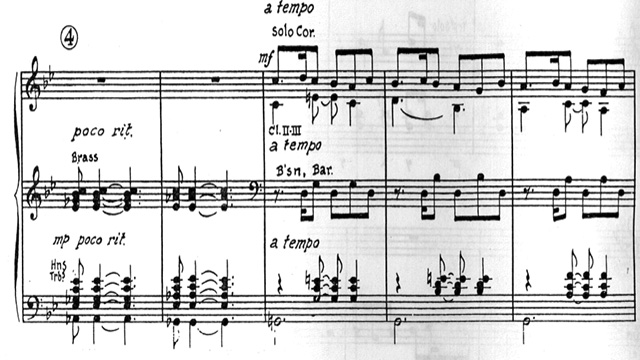 a tempo
④
Solo Cor.
mf
poco rit.
Cl. II-III
a tempo
Brass
B's'n, Bar.
mp poco rit.
a tempo
Hns
Trbs